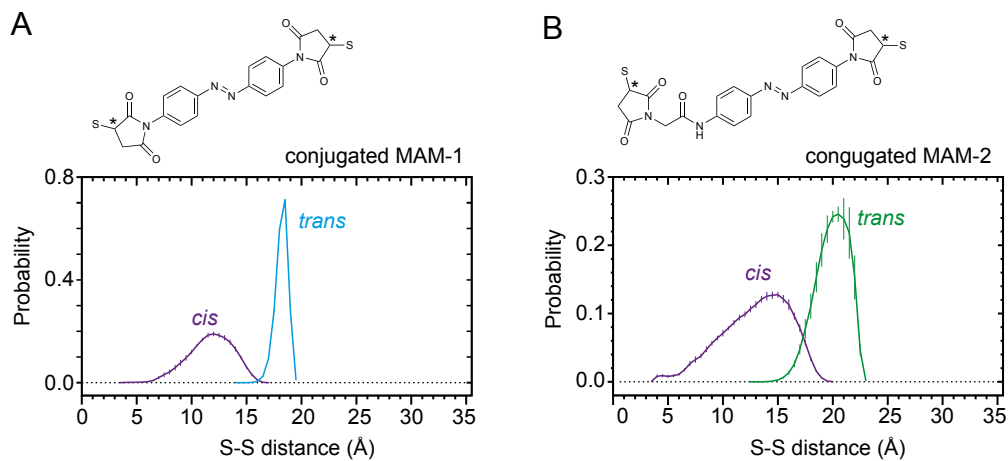 A
O
*
S
N
N
N
O
O
S
*
N
O
O
conjugated MAM-1
0.8
0.4
0.0
Probability
cis
trans
0 5 10 15 20 25 30 35
S-S distance (Å)
B
O
*
S
N
N
N
O
S
*
O
O
N
N
H
O
congugated MAM-2
0.3
0.2
0.1
0.0
Probability
cis
trans
0 5 10 15 20 25 30 35
S-S distance (Å)